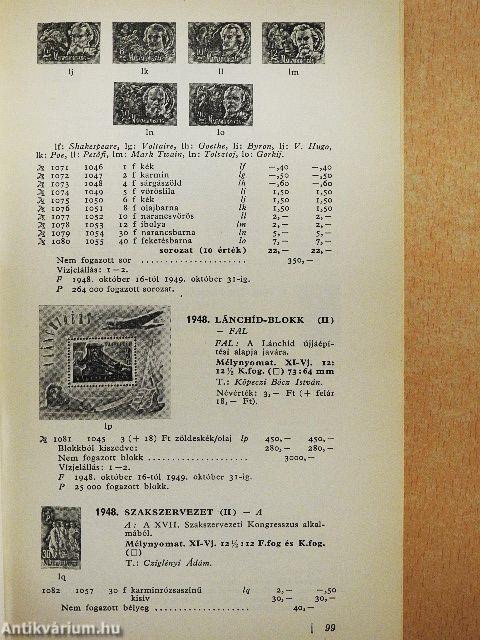 lj lk ll lm
ln lo
lf: Shakespeare, lg: Voltaire, lh: Goethe, li: Byron, lj: V. Hugo,
lk: Poe, ll: Petőfi, lm: Mark Twain, ln: Tolsztoj, lo: Gorkij.
1071 1046 1 f kék lf —,40 —,40
1072 1047 2 f karmin lg —,50 —,50
1073 1048 4 f sárgászöld lh —,60 —,60
1074 1049 5 f vöröslila li 1,50 1,50
1075 1050 6 f kék lj 1,50 1,50
1076 1051 8 f olajbarna lk 1,50 1,50
1077 1052 10 f narancsvörös ll 2,— 2,—
1078 1053 12 f ibolya lm 2,— 2,—
1079 1054 30 f narancsbarna ln 5,— 5,—
1080 1055 40 f feketésbarna lo 7,— 7,—
sorozat (10 érték) 22,— 22,—
Nem fogazott sor 350,—
Vízjelállás: 1–2.
F 1948. október 16-tól 1949. október 31-ig.
P 264 000 fogazott sorozat.
1948. LÁNCHÍD-BLOKK (II)
– FAL
FAL: A Lánchíd újjáépí-
tési alapja javára.
Mélynyomat. XI-Vj. 12:
12½ K.fog. (□) 73:64 mm
T.: Köpeczi Bócz István.
Névérték: 3,— Ft (+ felár
18,— Ft).
lp
1081 1045 3 (+ 18) Ft zöldeskék/olaj lp 450,— 450,—
Blokkból kiszedve: 280,— 280,—
Nem fogazott blokk 3000,—
Vízjelállás: 1–2.
F 1948. október 16-tól 1949. október 31-ig.
P 25 000 fogazott blokk.
1948. SZAKSZERVEZET (II) – A
A: A XVII. Szakszervezeti Kongresszus alkal-
mából.
Mélynyomat. XI-Vj. 12½:12 F.fog és K.fog.
(□)
T.: Cziglényi Ádám.
lq
1082 1057 30 f karminrózsaszínű lq 2,— —,50
kisív 30,— 30,—
Nem fogazott bélyeg 40,—
99
Antikvárium.hu